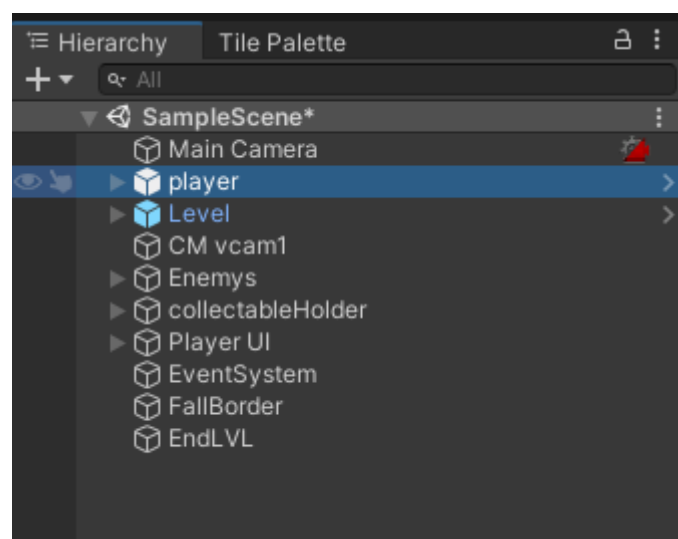 Hierarchy Tile Palette
All
SampleScene*
Main Camera
player
Level
CM vcam1
Enemys
collectableHolder
Player UI
EventSystem
FallBorder
EndLVL